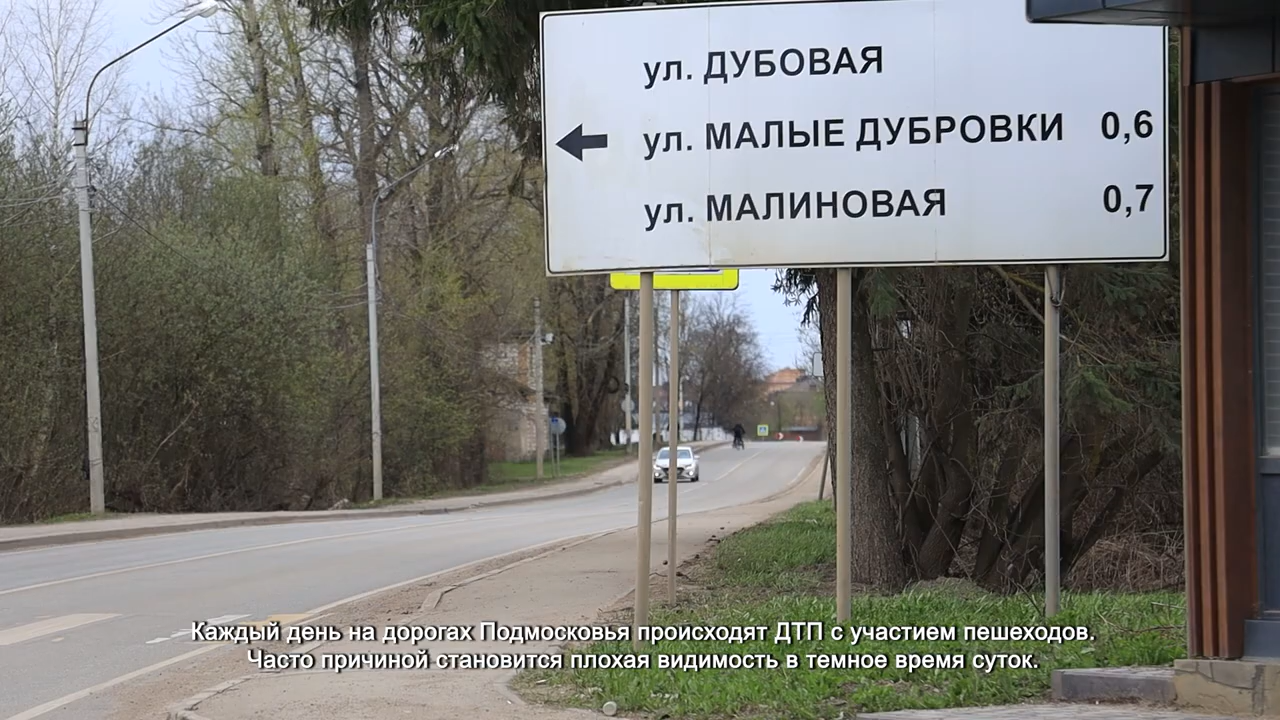 ул. ДУБОВАЯ
ул. МАЛЫЕ ДУБРОВКИ 0,6
ул. МАЛИНОВАЯ 0,7
Каждый день на дорогах Подмосковья происходят ДТП с участием пешеходов.
Часто причиной становится плохая видимость в темное время суток.